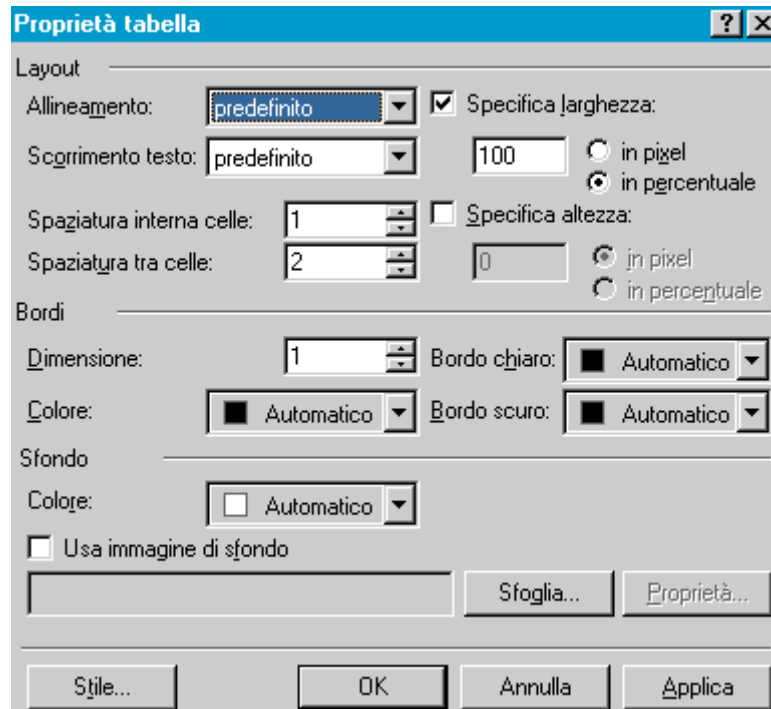 Proprietà tabella
Layout
Allineamento: predefinito Specifica larghezza:
Scorrimento testo: predefinito 100 in pixel
in percentuale
Spaziatura interna celle: 1 Specifica altezza:
Spaziatura tra celle: 2 0 in pixel
in percentuale
Bordi
Dimensione: 1 Bordo chiaro: Automatico
Colore: Automatico Bordo scuro: Automatico
Sfondo
Colore: Automatico
Usa immagine di sfondo
Sfoglia... Proprietà...
Stile... OK Annulla Applica